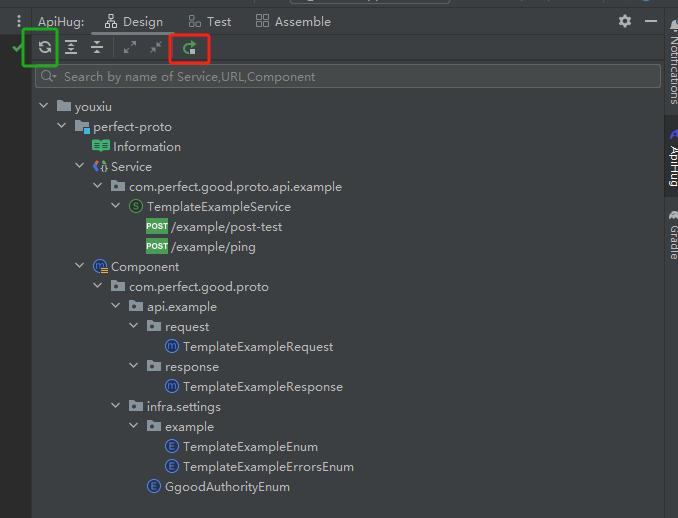 ApiHug: Design Test Assemble
Search by name of Service,URL,Component
youxiu
perfect-proto
Information
Service
com.perfect.good.proto.api.example
S TemplateExampleService
POST /example/post-test
POST /example/ping
m Component
com.perfect.good.proto
api.example
request
m TemplateExampleRequest
response
m TemplateExampleResponse
infra.settings
example
E TemplateExampleEnum
E TemplateExampleErrorsEnum
E GgoodAuthorityEnum
Notifications
ApiHug
Gradle